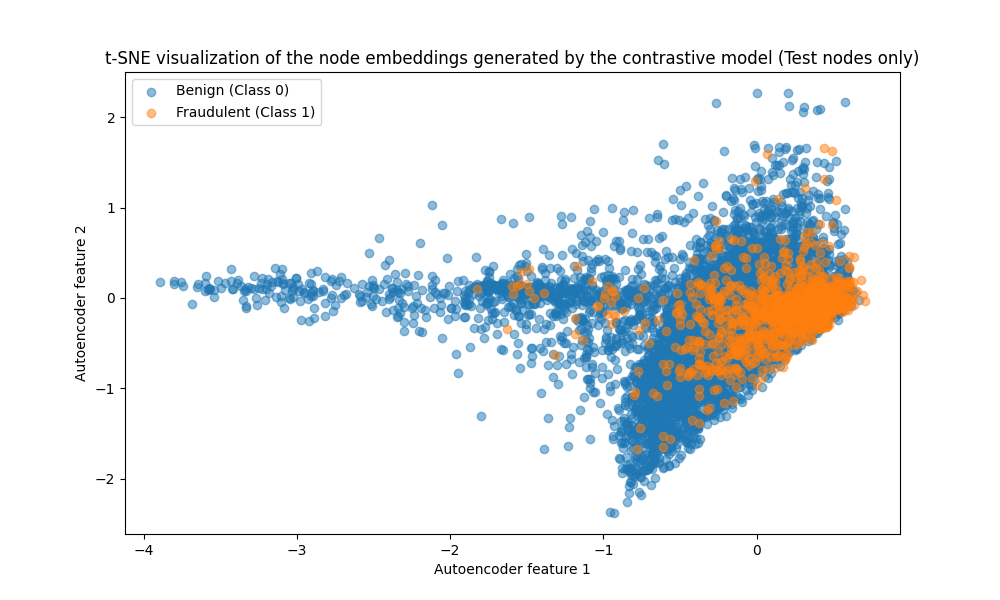 t-SNE visualization of the node embeddings generated by the contrastive model (Test nodes only)
Benign (Class 0)
Fraudulent (Class 1)
2
1
0
−1
−2
Autoencoder feature 2
−4
−3
−2
−1
0
Autoencoder feature 1